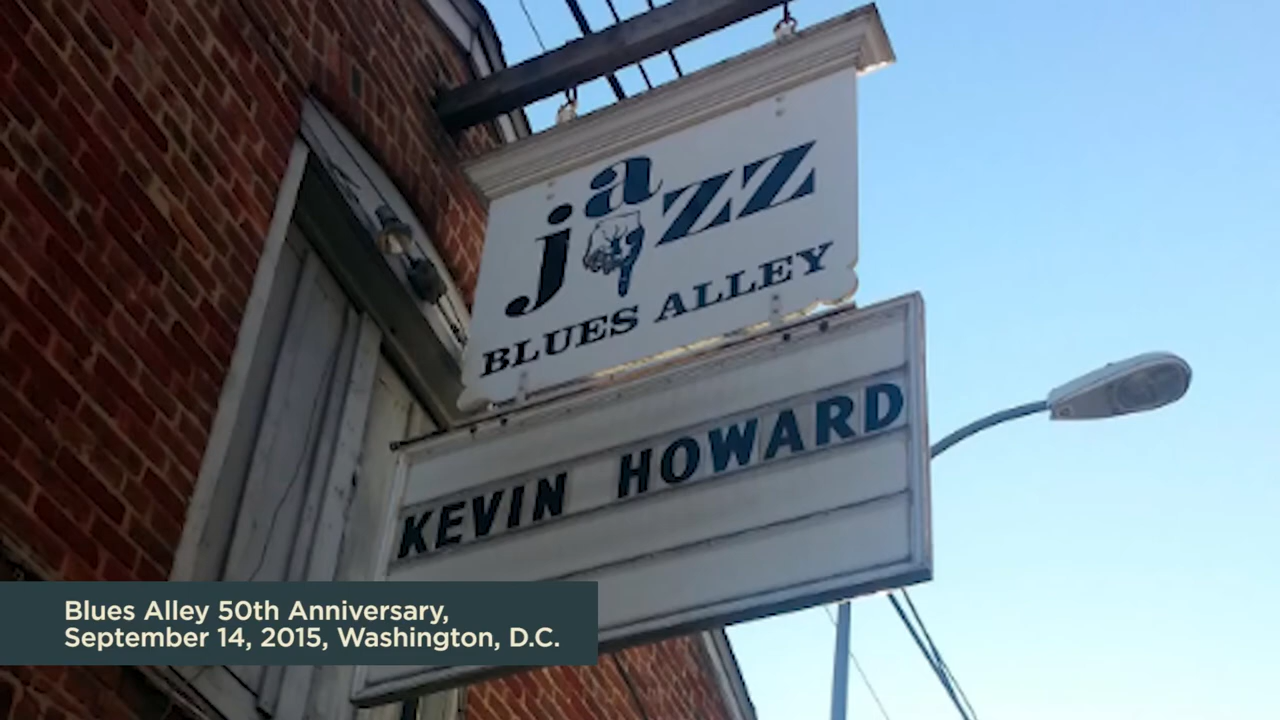 jazz
BLUES ALLEY
KEVIN HOWARD
Blues Alley 50th Anniversary,
September 14, 2015, Washington, D.C.